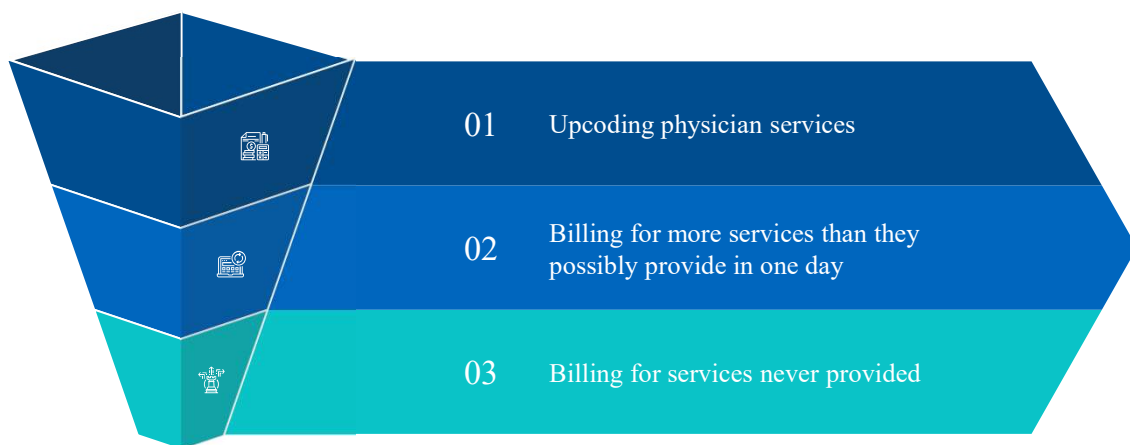 01
Upcoding physician services
02
Billing for more services than they
possibly provide in one day
03
Billing for services never provided